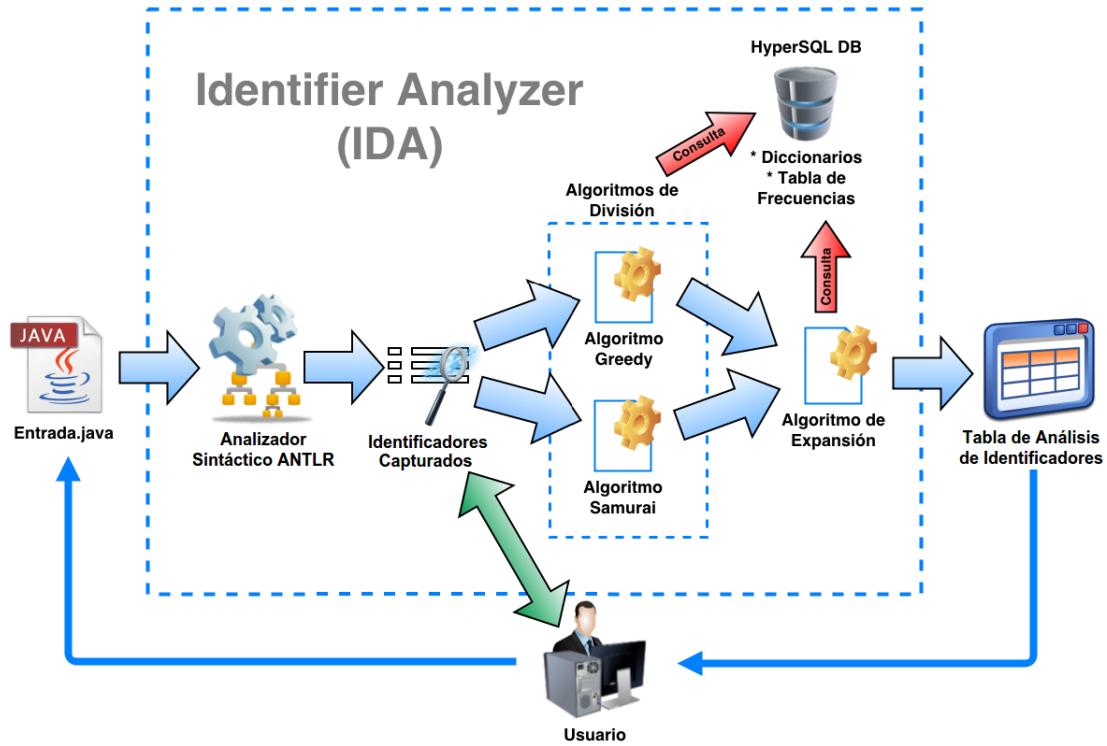 Identifier Analyzer
(IDA)
HyperSQL DB
* Diccionarios
* Tabla de
Frecuencias
Consulta
Algoritmos de
División
Consulta
Algoritmo
Greedy
Algoritmo
Samurai
Algoritmo de
Expansión
JAVA
Entrada.java
Analizador
Sintáctico ANTLR
Identificadores
Capturados
Tabla de Análisis
de Identificadores
Usuario